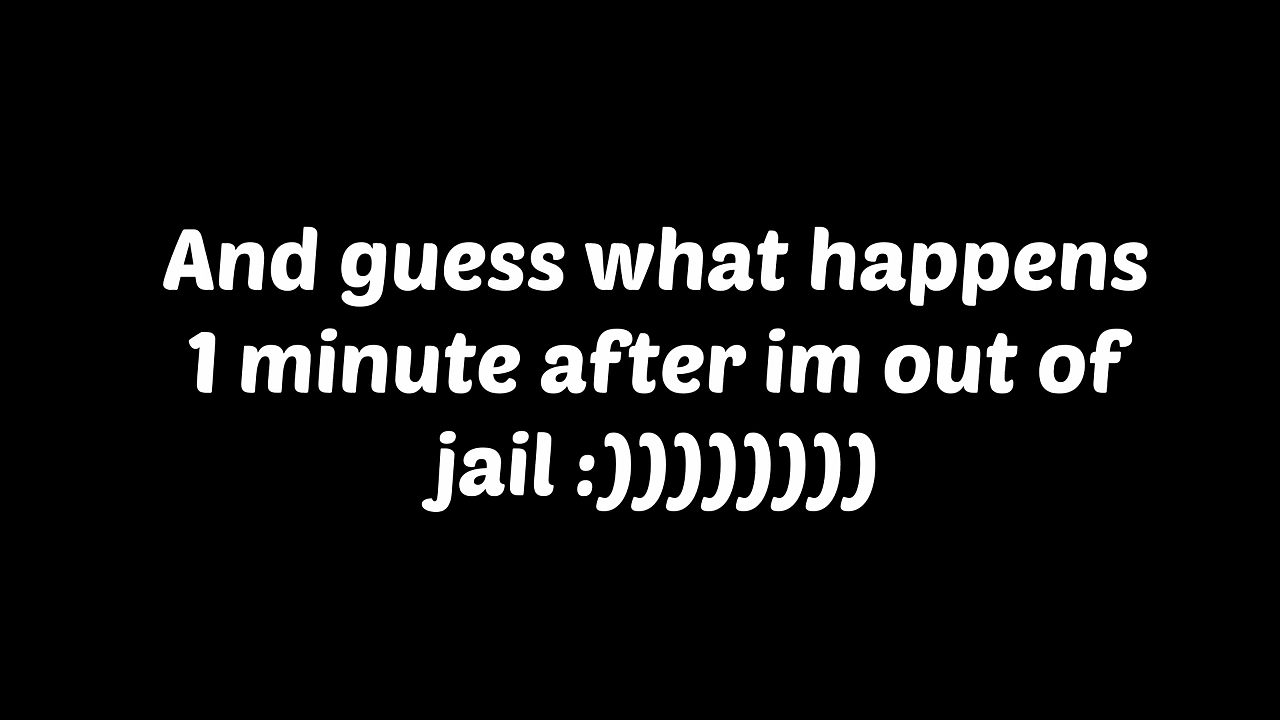 And guess what happens
1 minute after im out of
jail :))))))))